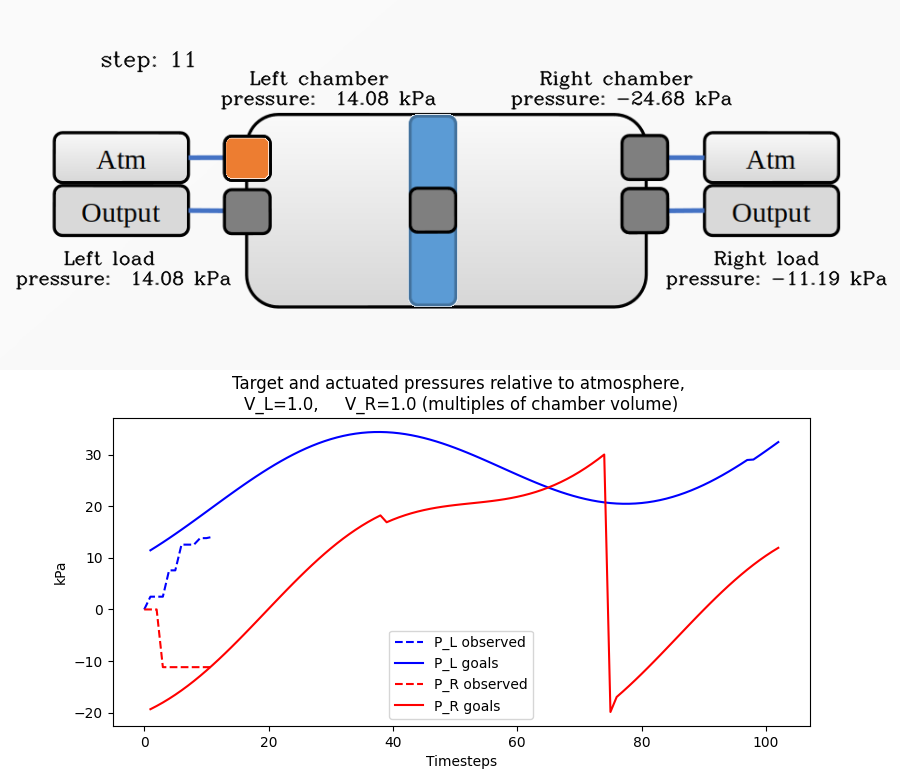 step: 11
Left chamber
pressure:  14.08 kPa
Right chamber
pressure: −24.68 kPa
Atm
Output
Atm
Output
Left load
pressure:  14.08 kPa
Right load
pressure: −11.19 kPa
Target and actuated pressures relative to atmosphere,
V_L=1.0,     V_R=1.0 (multiples of chamber volume)
kPa
30
20
10
0
−10
−20
P_L observed
P_L goals
P_R observed
P_R goals
0 20 40 60 80 100
Timesteps